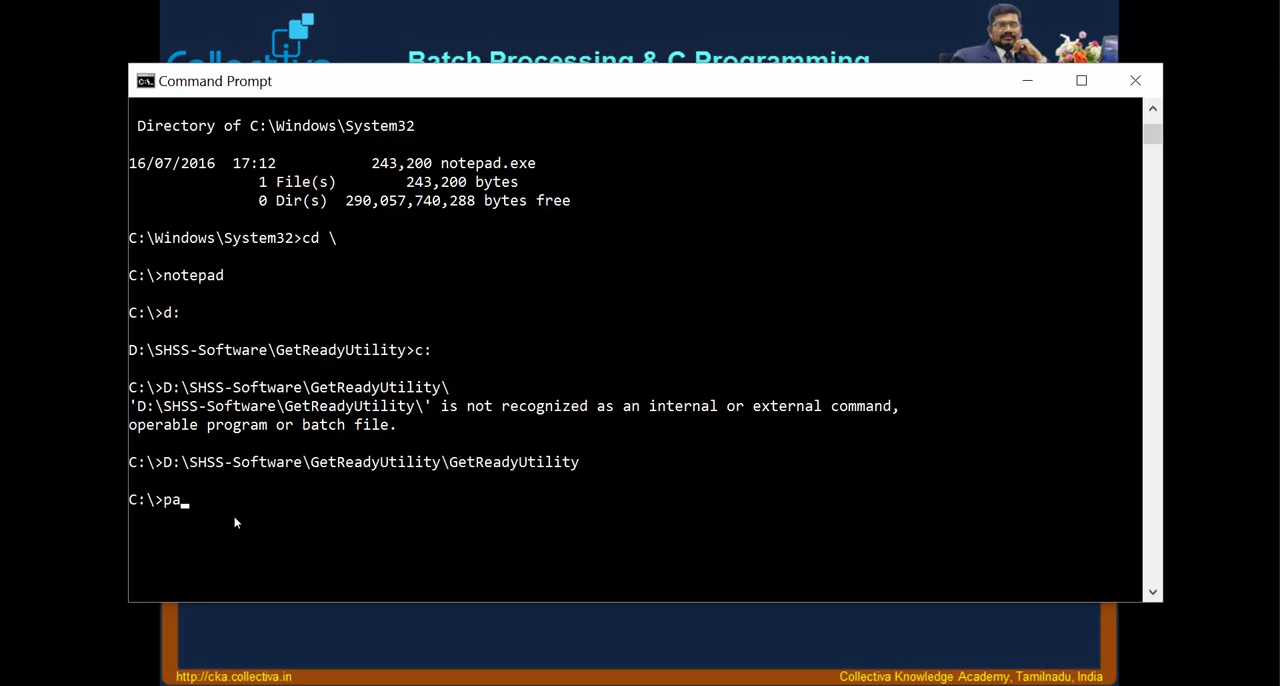 Collectiva
Batch Processing & C Programming
Command Prompt
Directory of C:\Windows\System32
16/07/2016  17:12           243,200 notepad.exe
1 File(s)        243,200 bytes
0 Dir(s)  290,057,740,288 bytes free
C:\Windows\System32>cd \
C:\>notepad
C:\>d:
D:\SHSS-Software\GetReadyUtility>c:
C:\>D:\SHSS-Software\GetReadyUtility\
'D:\SHSS-Software\GetReadyUtility\' is not recognized as an internal or external command,
operable program or batch file.
C:\>D:\SHSS-Software\GetReadyUtility\GetReadyUtility
C:\>pa_
http://cka.collectiva.in
Collectiva Knowledge Academy, Tamilnadu, India